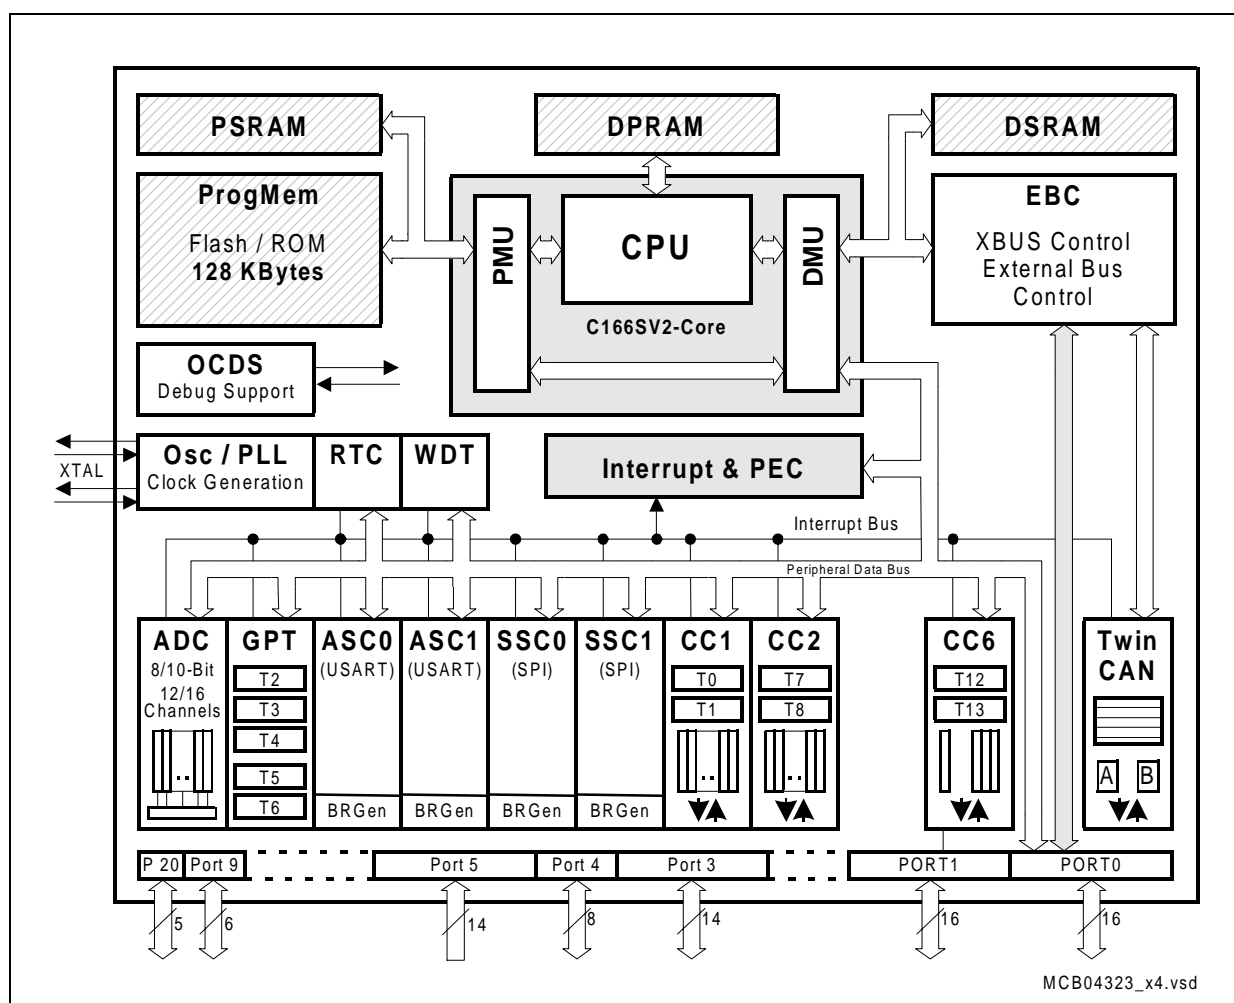 PSRAM
DPRAM
DSRAM
ProgMem
Flash / ROM
128 KBytes
PMU
CPU
DMU
C166SV2-Core
EBC
XBUS Control
External Bus
Control
OCDS
Debug Support
XTAL
Osc / PLL
Clock Generation
RTC
WDT
Interrupt & PEC
Interrupt Bus
Peripheral Data Bus
ADC
8/10-Bit
12/16
Channels
GPT
T2
T3
T4
T5
T6
ASC0
(USART)
BRGen
ASC1
(USART)
BRGen
SSC0
(SPI)
BRGen
SSC1
(SPI)
BRGen
CC1
T0
T1
CC2
T7
T8
CC6
T12
T13
Twin
CAN
A
B
P 20
Port 9
Port 5
Port 4
Port 3
PORT1
PORT0
5
6
14
8
14
16
16
MCB04323_x4.vsd